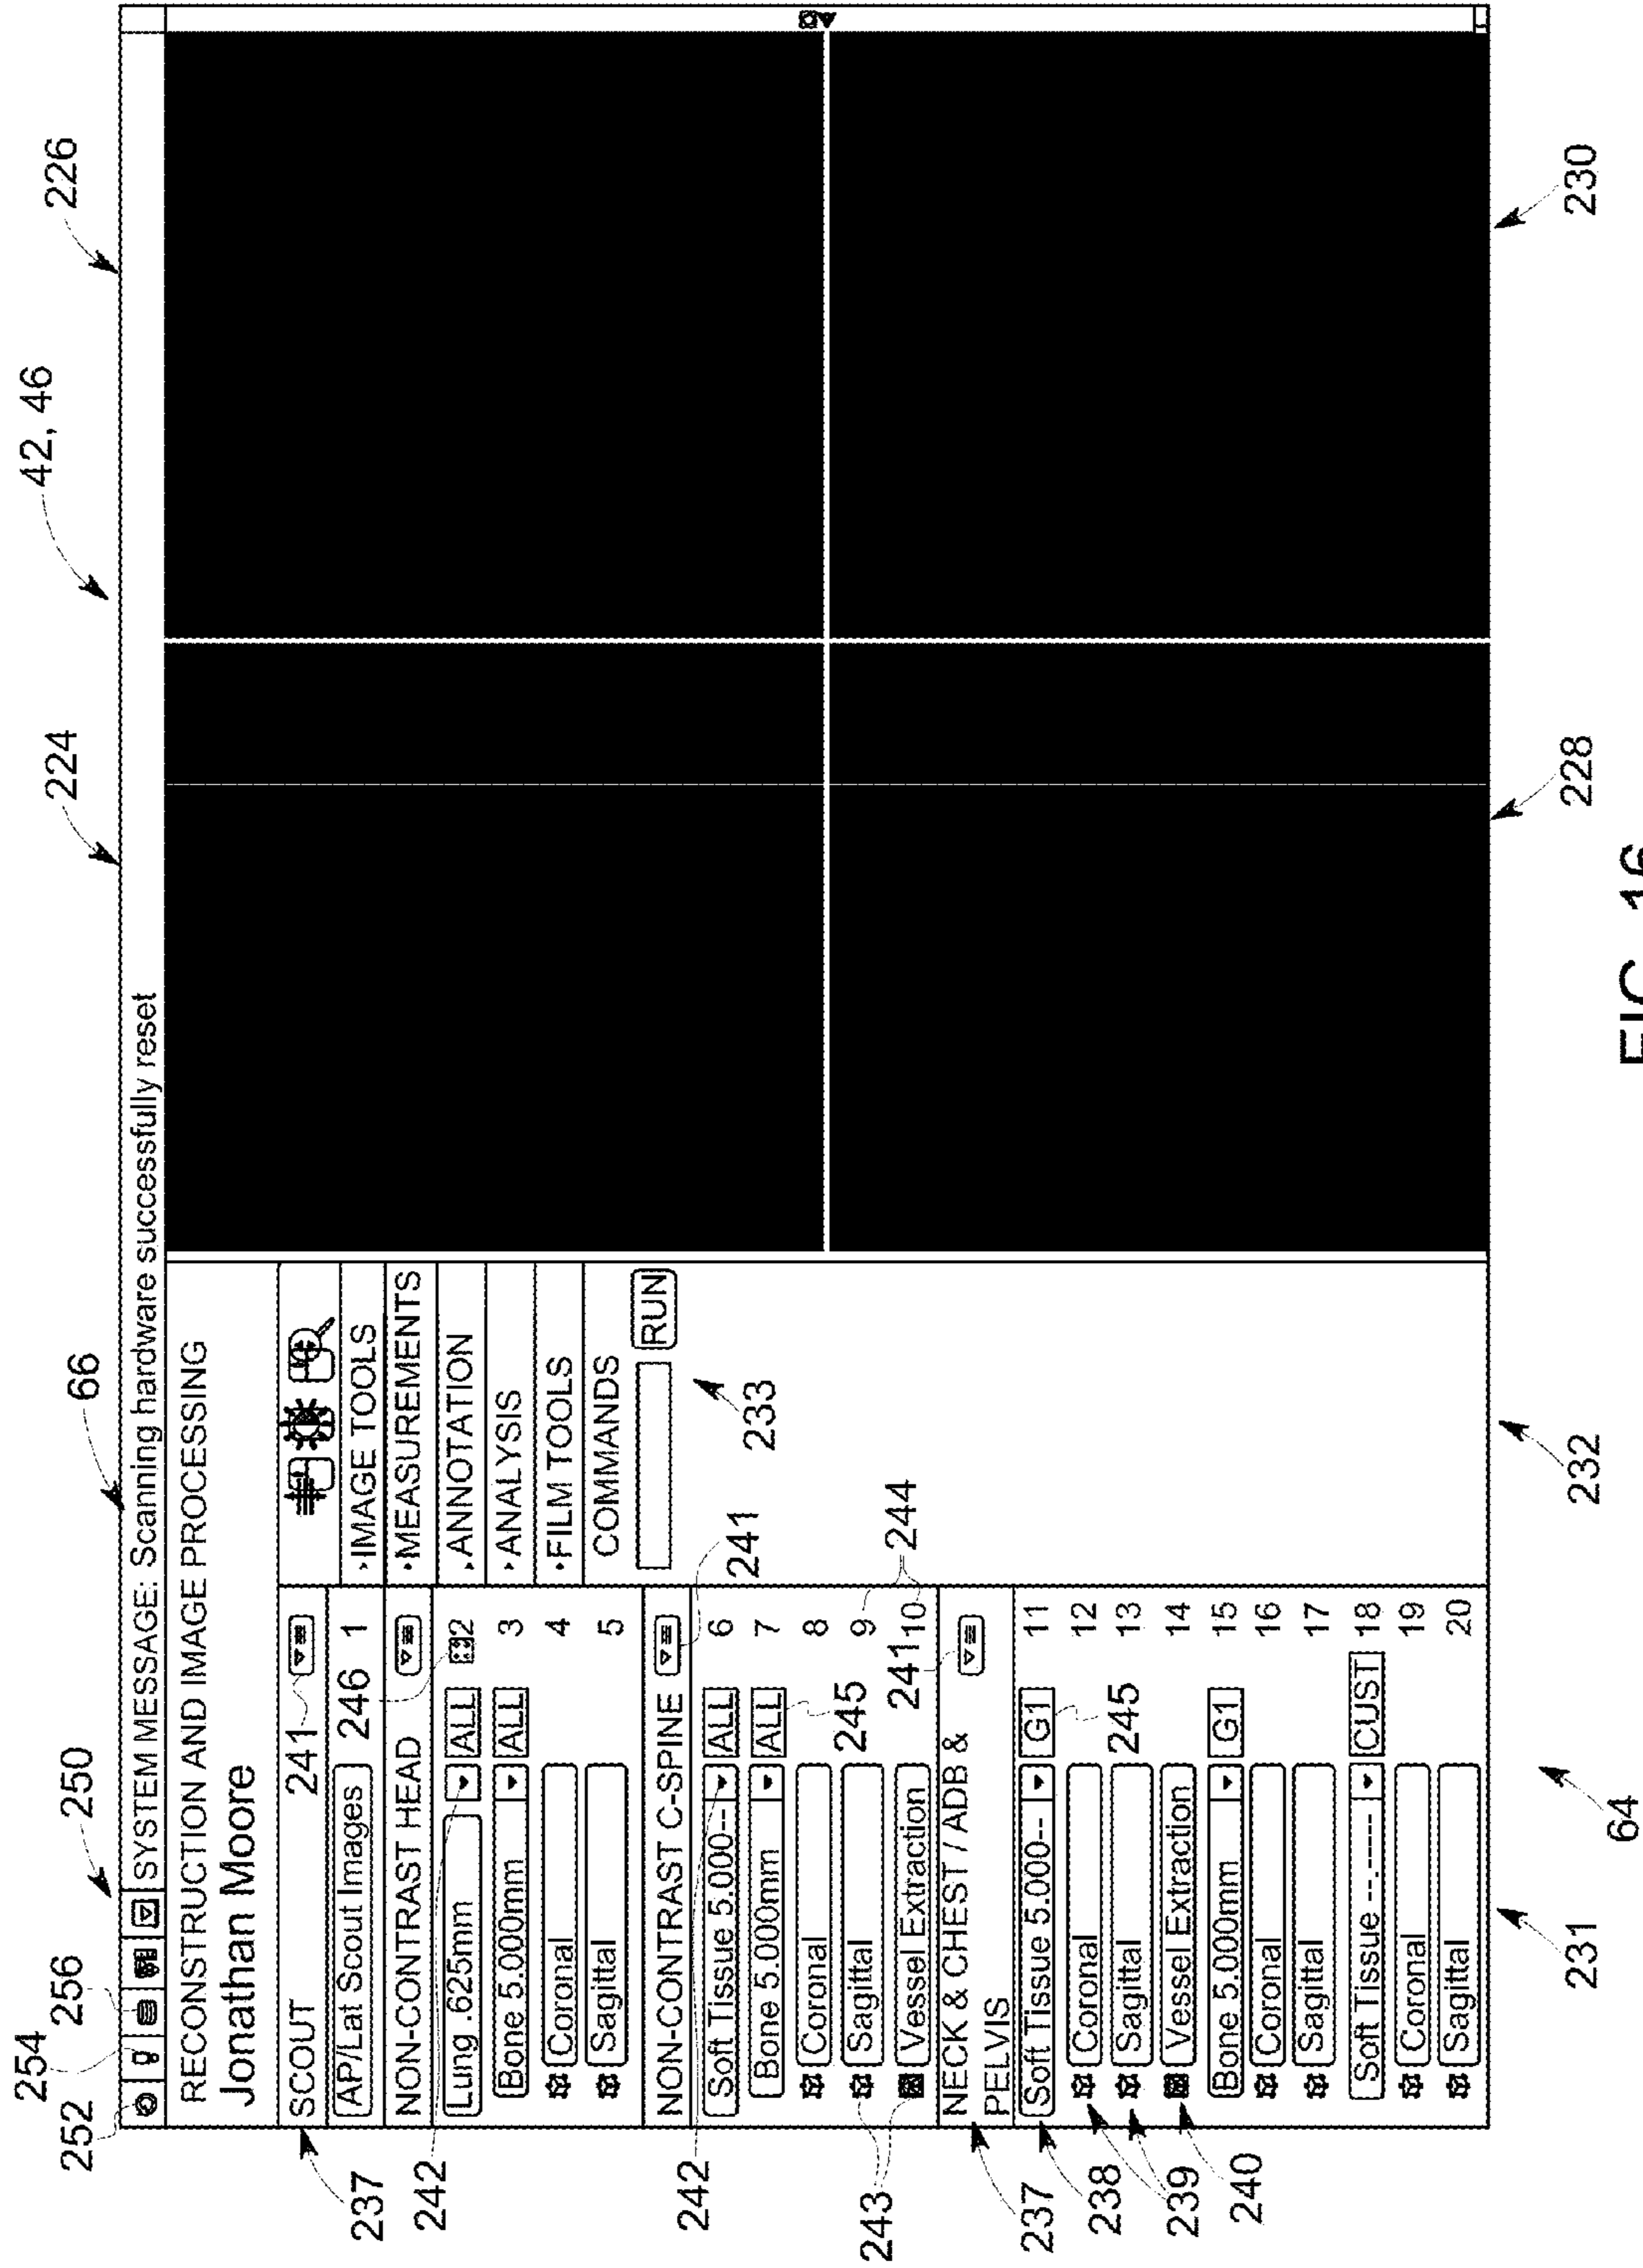 42, 46
66
224
226
250
254
256
252
SYSTEM MESSAGE: Scanning hardware successfully reset
RECONSTRUCTION AND IMAGE PROCESSING
Jonathan Moore
SCOUT
241
AP/Lat Scout Images
246
1
NON-CONTRAST HEAD
Lung .625mm
ALL
2
Bone 5.000mm
ALL
3
Coronal
4
Sagittal
5
NON-CONTRAST C-SPINE
241
Soft Tissue 5.000--
ALL
6
Bone 5.000mm
ALL
7
Coronal
8
Sagittal
245
9
244
Vessel Extraction
10
241
NECK & CHEST / ADB &
PELVIS
Soft Tissue 5.000--
G1
11
Coronal
12
Sagittal
245
13
Vessel Extraction
14
Bone 5.000mm
G1
15
Coronal
16
Sagittal
17
Soft Tissue --.-----
CUST
18
Coronal
19
Sagittal
20
IMAGE TOOLS
MEASUREMENTS
ANNOTATION
ANALYSIS
FILM TOOLS
COMMANDS
RUN
233
237
242
242
243
237
238
239
240
231
64
232
228
230
FIG. 16